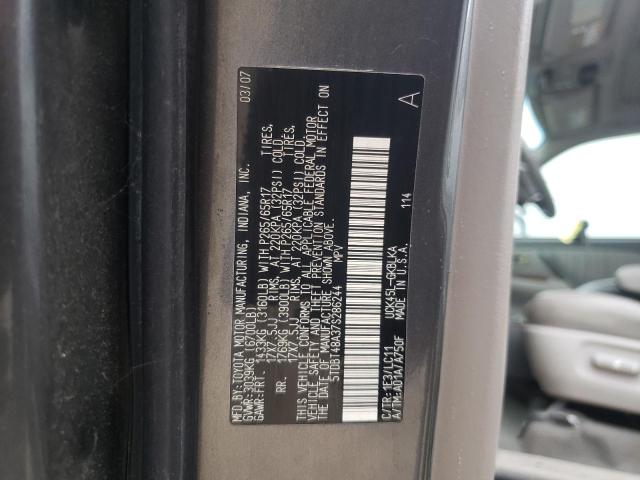 MFD. BY: TOYOTA MOTOR MANUFACTURING, INDIANA, INC. 03/07
GVWR: 3039KG (6700LB)
GAWR: FRT. 1433KG (3160LB) WITH P265/65R17 TIRES,
17X7.5JJ RIMS, AT 220KPA (32PSI) COLD.
RR. 1769KG (3900LB) WITH P265/65R17 TIRES,
17X7.5JJ RIMS, AT 220KPA (32PSI) COLD.
THIS VEHICLE CONFORMS TO ALL APPLICABLE FEDERAL MOTOR
VEHICLE SAFETY AND THEFT PREVENTION STANDARDS IN EFFECT ON
THE DATE OF MANUFACTURE SHOWN ABOVE.
5TDBT48A37S286244 MPV
C/TR: 1E3/LC11 UCK45L-GKBLKA
A/TM: A01A/A750F MADE IN U.S.A.
114
A